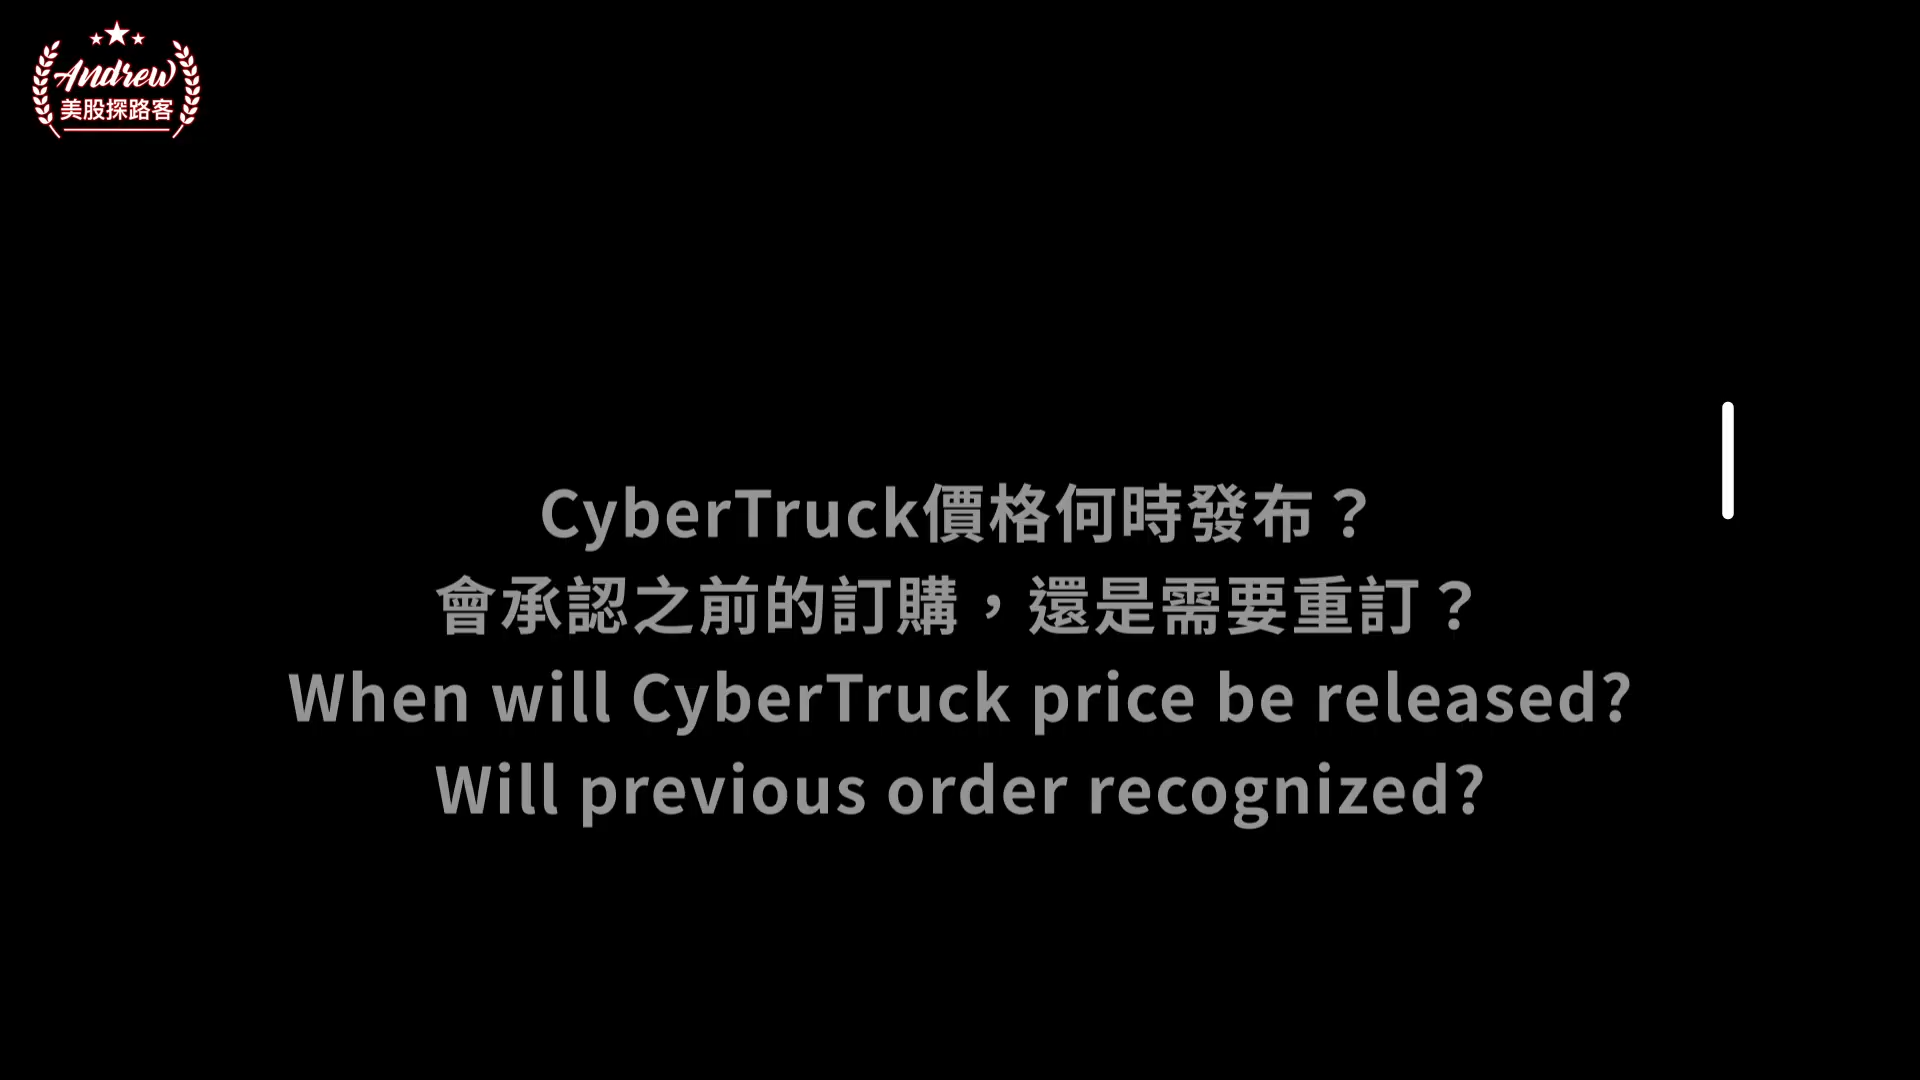 Andrew
美股探路客
CyberTruck價格何時發布？
會承認之前的訂購，還是需要重訂？
When will CyberTruck price be released?
Will previous order recognized?